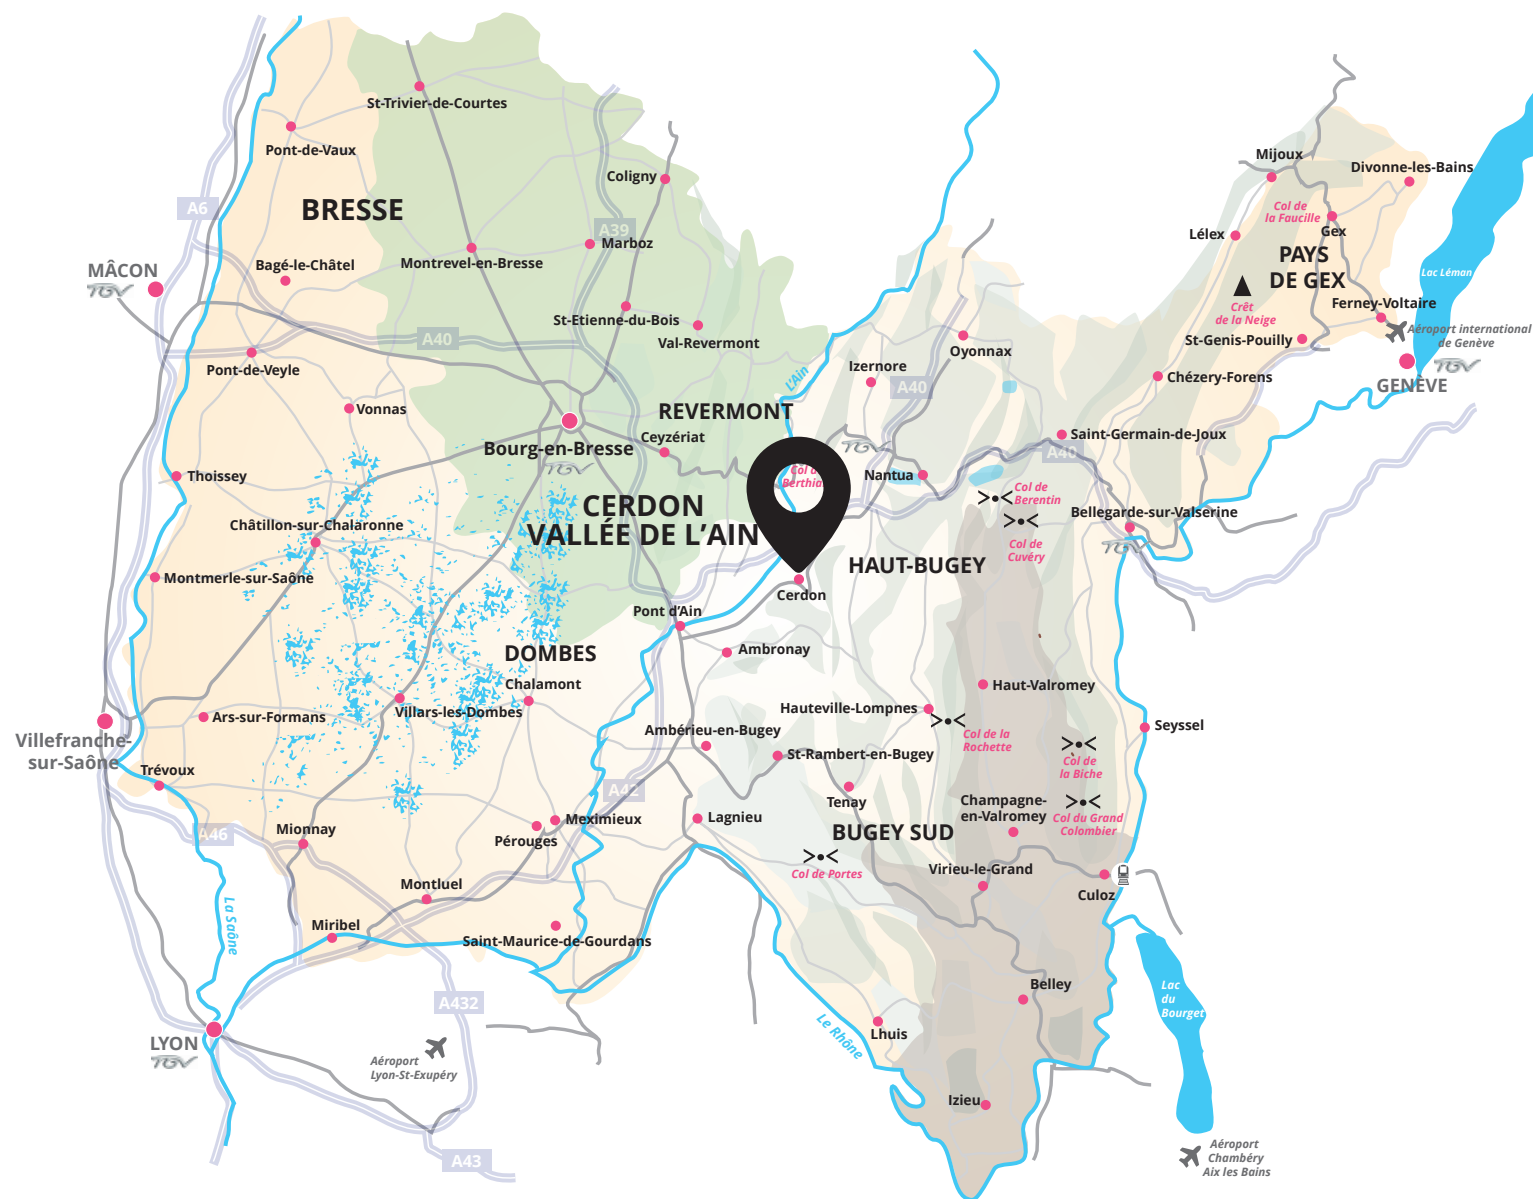 St-Trivier-de-Courtes
Pont-de-Vaux
Coligny
BRESSE
A6
A39
Marboz
Bagé-le-Châtel
Montrevel-en-Bresse
MÂCON
TGV
St-Etienne-du-Bois
Val-Revermont
A40
Pont-de-Veyle
Vonnas
REVERMONT
Bourg-en-Bresse
TGV
Ceyzériat
Thoissey
CERDON
VALLÉE DE L'AIN
Châtillon-sur-Chalaronne
Montmerle-sur-Saône
Pont d'Ain
Cerdon
Ambronay
DOMBES
Chalamont
Villars-les-Dombes
Ars-sur-Formans
Villefranche-
sur-Saône
Trévoux
Ambérieu-en-Bugey
St-Rambert-en-Bugey
A42
A46
Mionnay
Meximieux
Pérouges
Lagnieu
Montluel
Miribel
Saint-Maurice-de-Gourdans
La Saône
A432
LYON
TGV
Aéroport
Lyon-St-Exupéry
A43
Mijoux
Divonne-les-Bains
Col de
la Faucille
Gex
Lélex
PAYS
DE GEX
Lac Léman
Crêt
de la Neige
Ferney-Voltaire
Aéroport international
de Genève
St-Genis-Pouilly
TGV
GENÈVE
Chézery-Forens
Oyonnax
Izernore
A40
L'Ain
Saint-Germain-de-Joux
A40
TGV
Nantua
Col de
Berentin
Col de
Cuvéry
Bellegarde-sur-Valserine
TGV
HAUT-BUGEY
Haut-Valromey
Hauteville-Lompnes
Col de la
Rochette
Seyssel
Col de
la Biche
Tenay
Champagne-
en-Valromey
Col du Grand
Colombier
BUGEY SUD
Col de Portes
Virieu-le-Grand
Culoz
Belley
Lac
du
Bourget
Lhuis
Le Rhône
Izieu
Aéroport
Chambéry
Aix les Bains